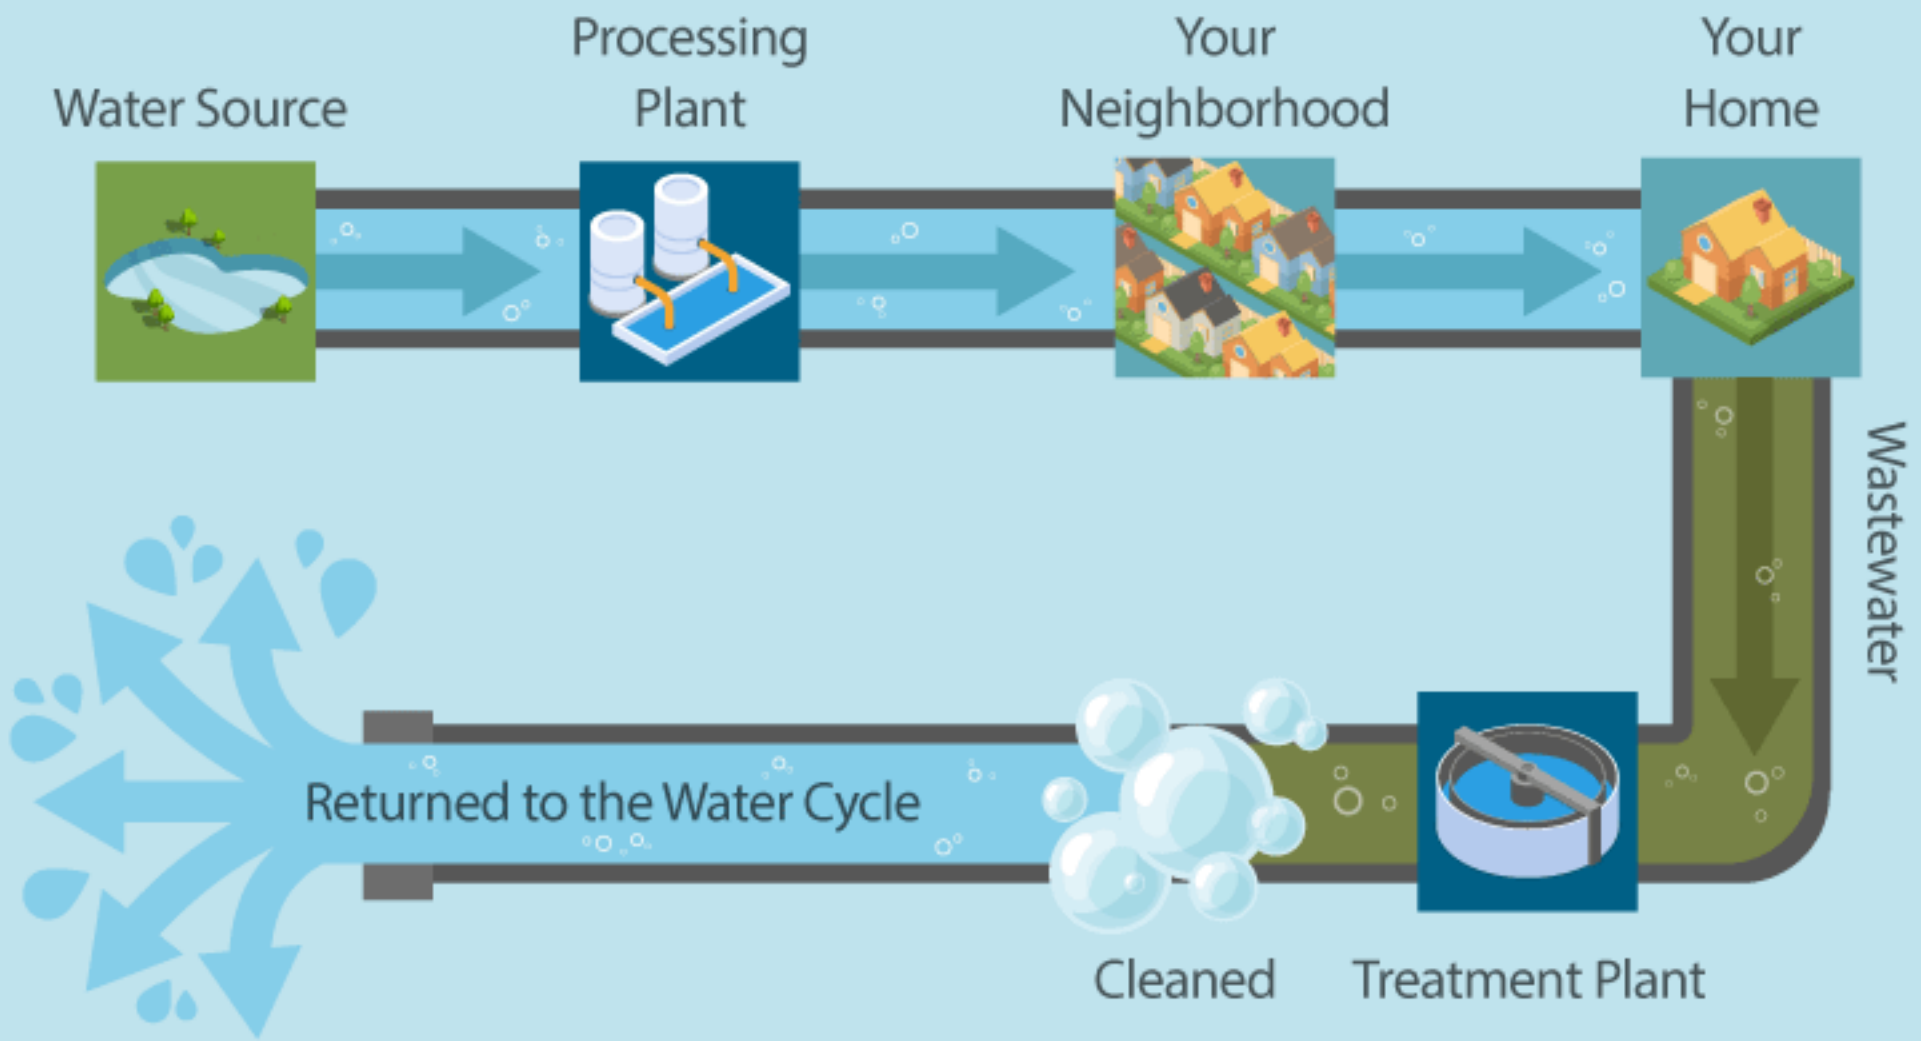 Water Source
Processing
Plant
Your
Neighborhood
Your
Home
Wastewater
Treatment Plant
Cleaned
Returned to the Water Cycle